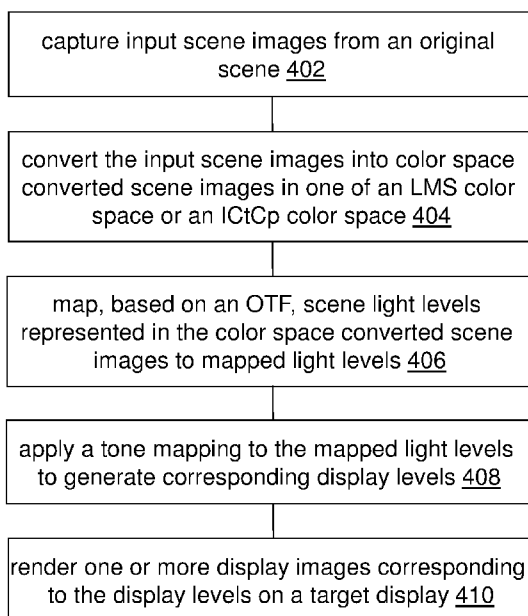 capture input scene images from an original
scene 402
convert the input scene images into color space
converted scene images in one of an LMS color
space or an ICtCp color space 404
map, based on an OTF, scene light levels
represented in the color space converted scene
images to mapped light levels 406
apply a tone mapping to the mapped light levels
to generate corresponding display levels 408
render one or more display images corresponding
to the display levels on a target display 410